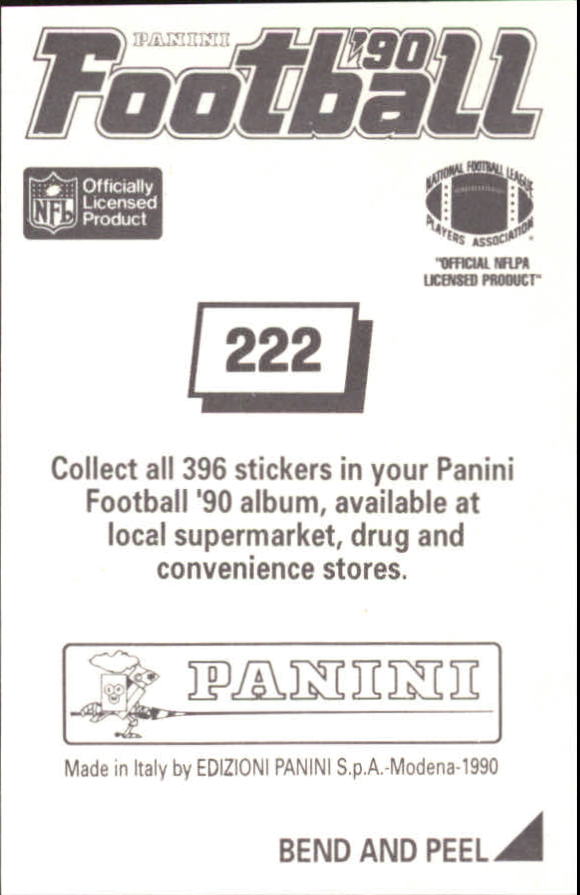 PANINI
Football '90
NFL
Officially
Licensed
Product
NATIONAL FOOTBALL LEAGUE
PLAYERS ASSOCIATION
"OFFICIAL NFLPA
LICENSED PRODUCT"
222
Collect all 396 stickers in your Panini
Football '90 album, available at
local supermarket, drug and
convenience stores.
PANINI
Made in Italy by EDIZIONI PANINI S.p.A.-Modena-1990
BEND AND PEEL